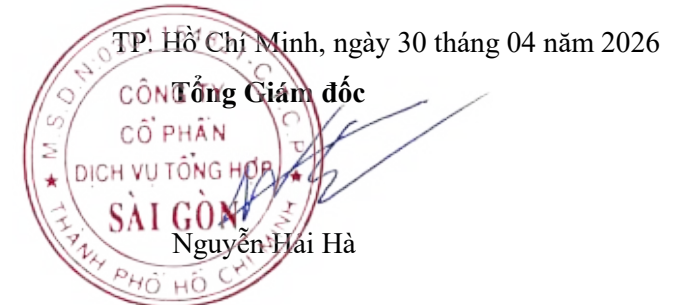 TP. Hồ Chí Minh, ngày 30 tháng 04 năm 2026
Tổng Giám đốc
CÔNG TY
CỔ PHẦN
DỊCH VỤ TỔNG HỢP
SÀI GÒN
THÀNH PHỐ HỒ CHÍ MINH
Nguyễn Hải Hà